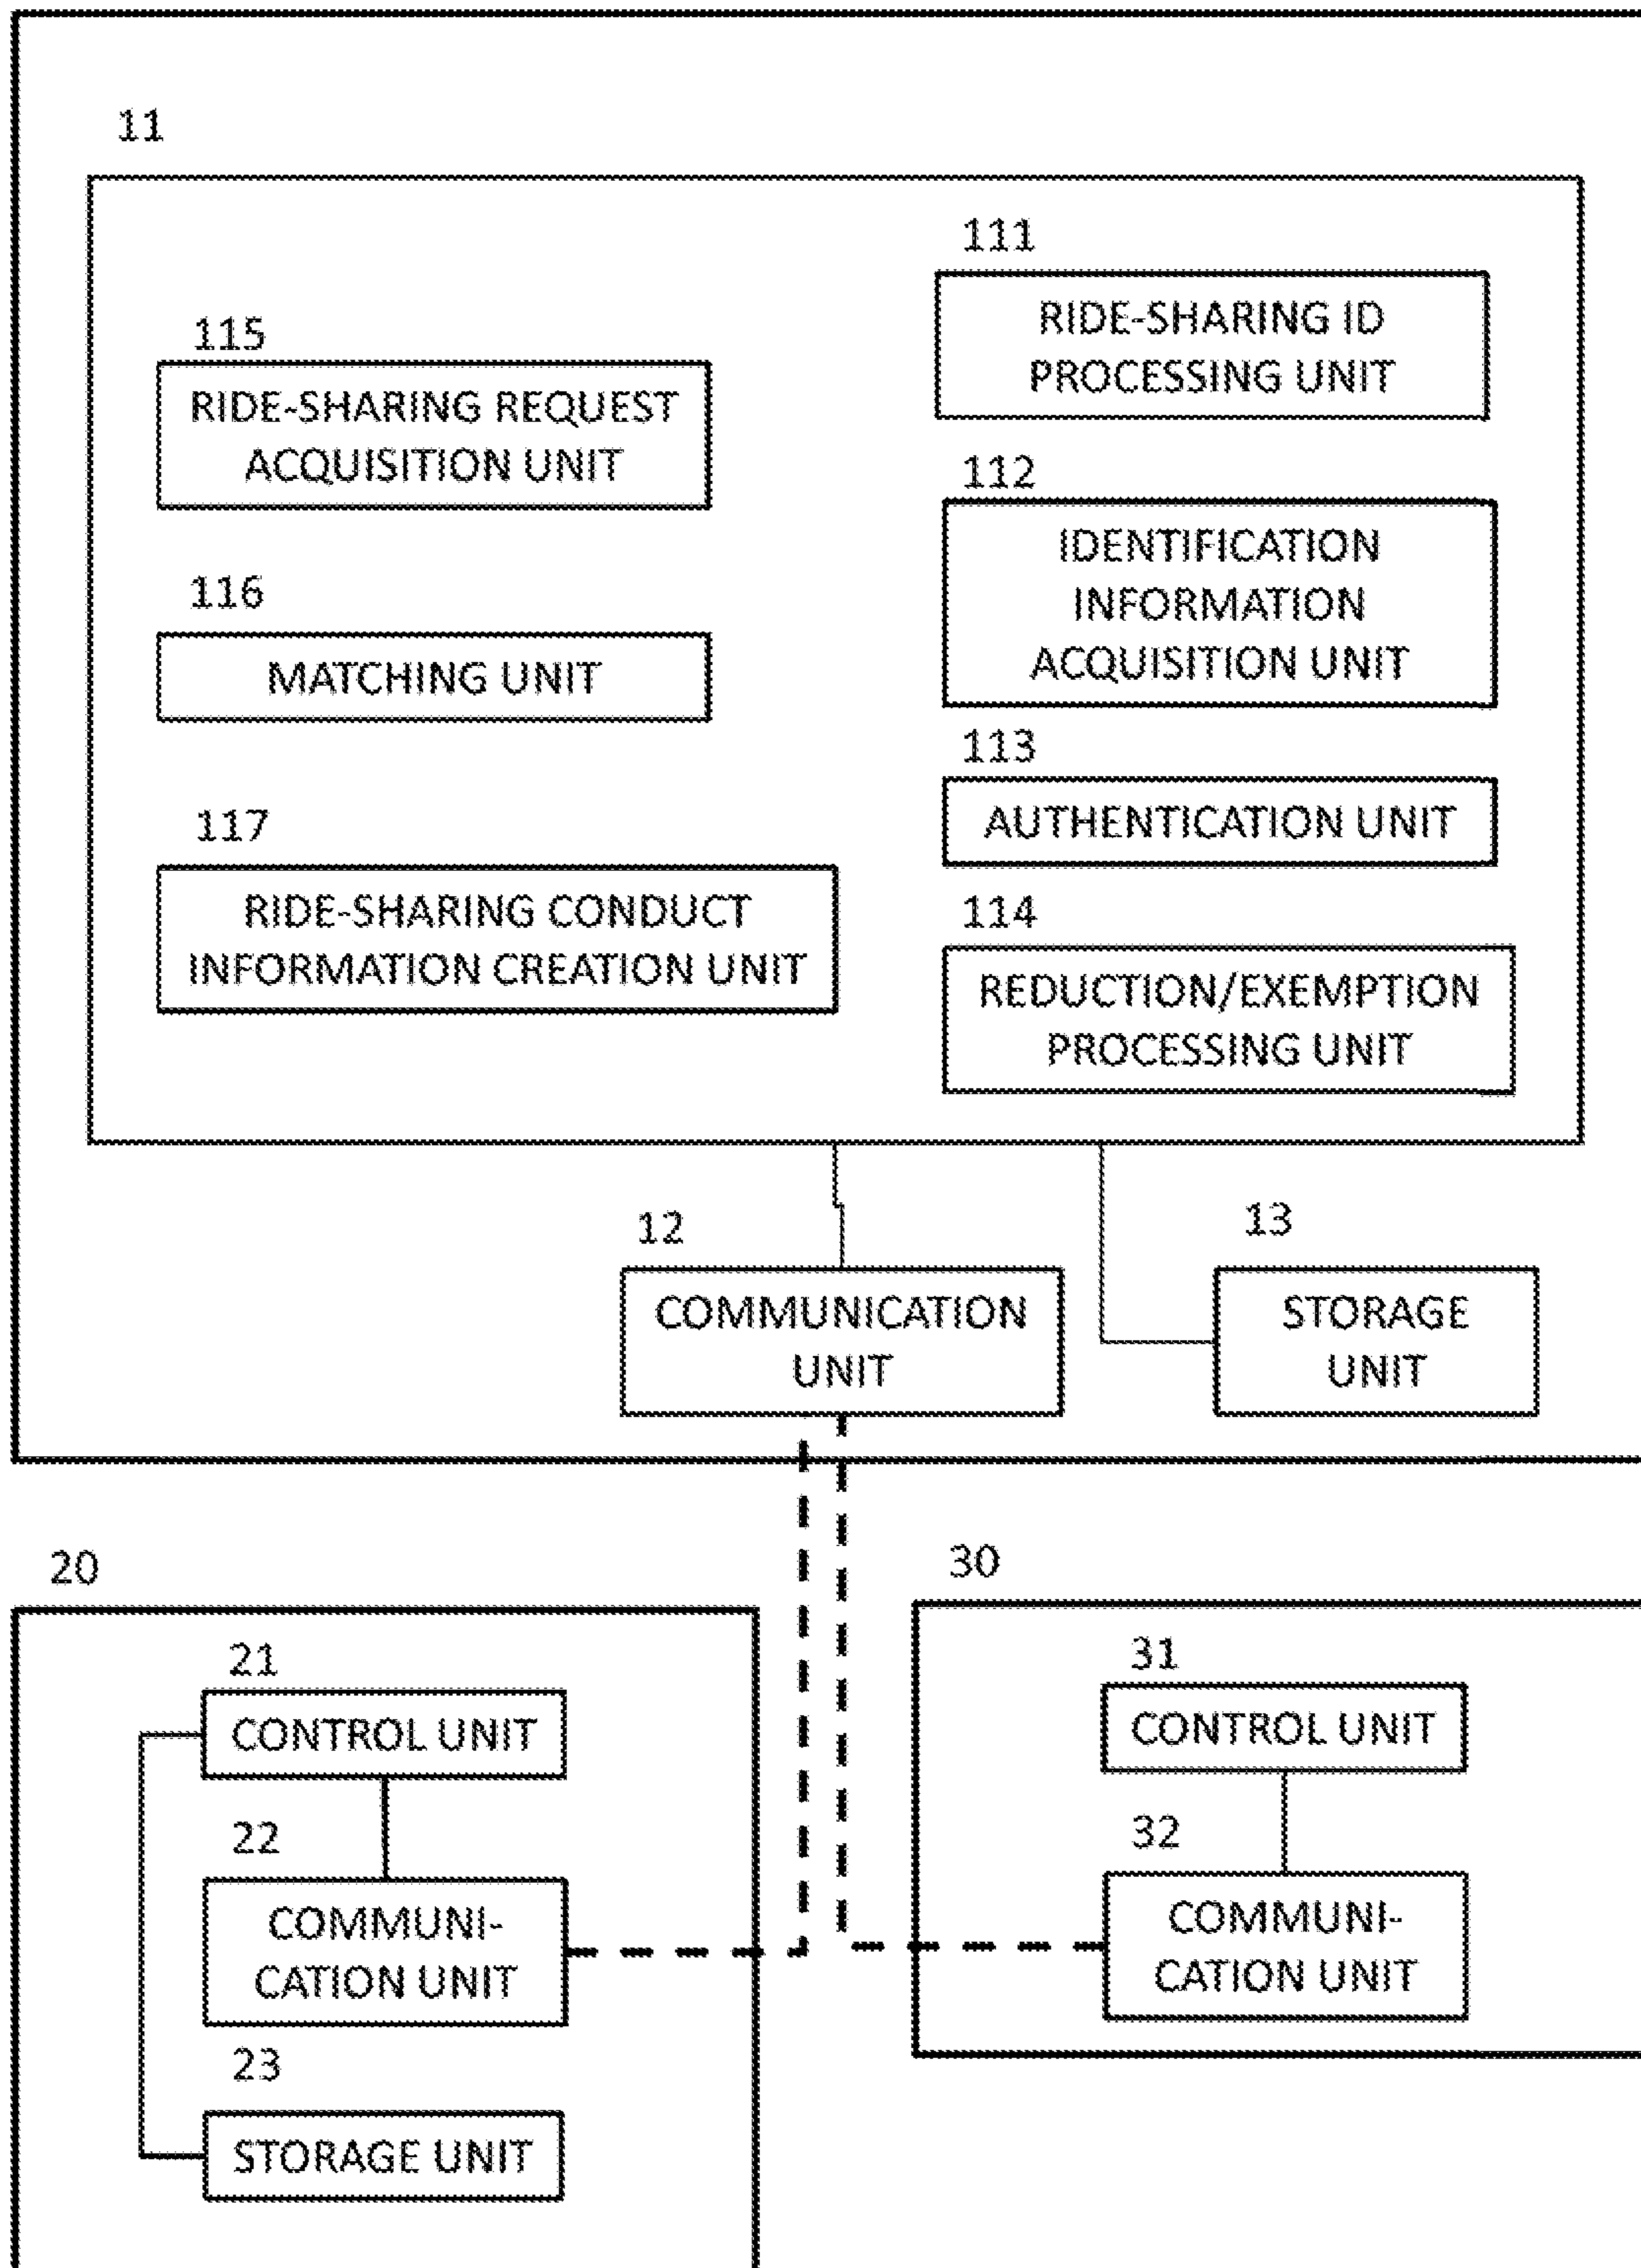 11
111
RIDE-SHARING ID
PROCESSING UNIT
115
RIDE-SHARING REQUEST
ACQUISITION UNIT
112
IDENTIFICATION
INFORMATION
ACQUISITION UNIT
116
MATCHING UNIT
113
AUTHENTICATION UNIT
117
RIDE-SHARING CONDUCT
INFORMATION CREATION UNIT
114
REDUCTION/EXEMPTION
PROCESSING UNIT
12
COMMUNICATION
UNIT
13
STORAGE
UNIT
20
21
CONTROL UNIT
22
COMMUNI-
CATION UNIT
23
STORAGE UNIT
30
31
CONTROL UNIT
32
COMMUNI-
CATION UNIT